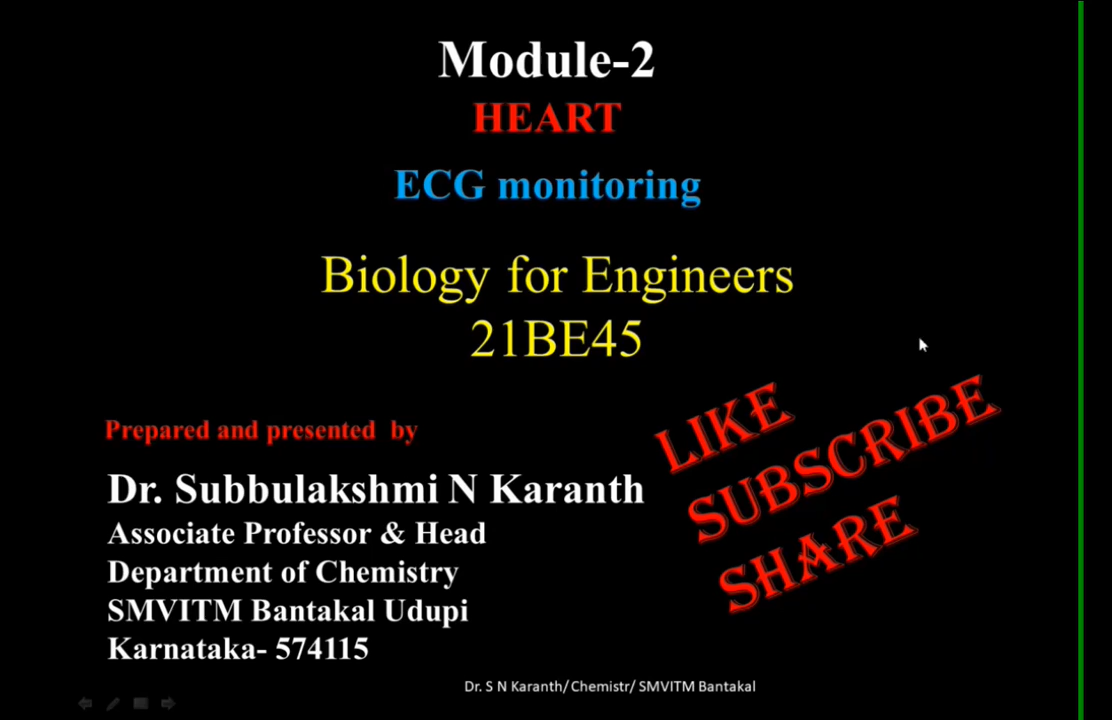 Module-2
HEART
ECG monitoring
Biology for Engineers
21BE45
Prepared and presented by
Dr. Subbulakshmi N Karanth
Associate Professor & Head
Department of Chemistry
SMVITM Bantakal Udupi
Karnataka- 574115
LIKE
SUBSCRIBE
SHARE
Dr. S N Karanth/ Chemistr/ SMVITM Bantakal